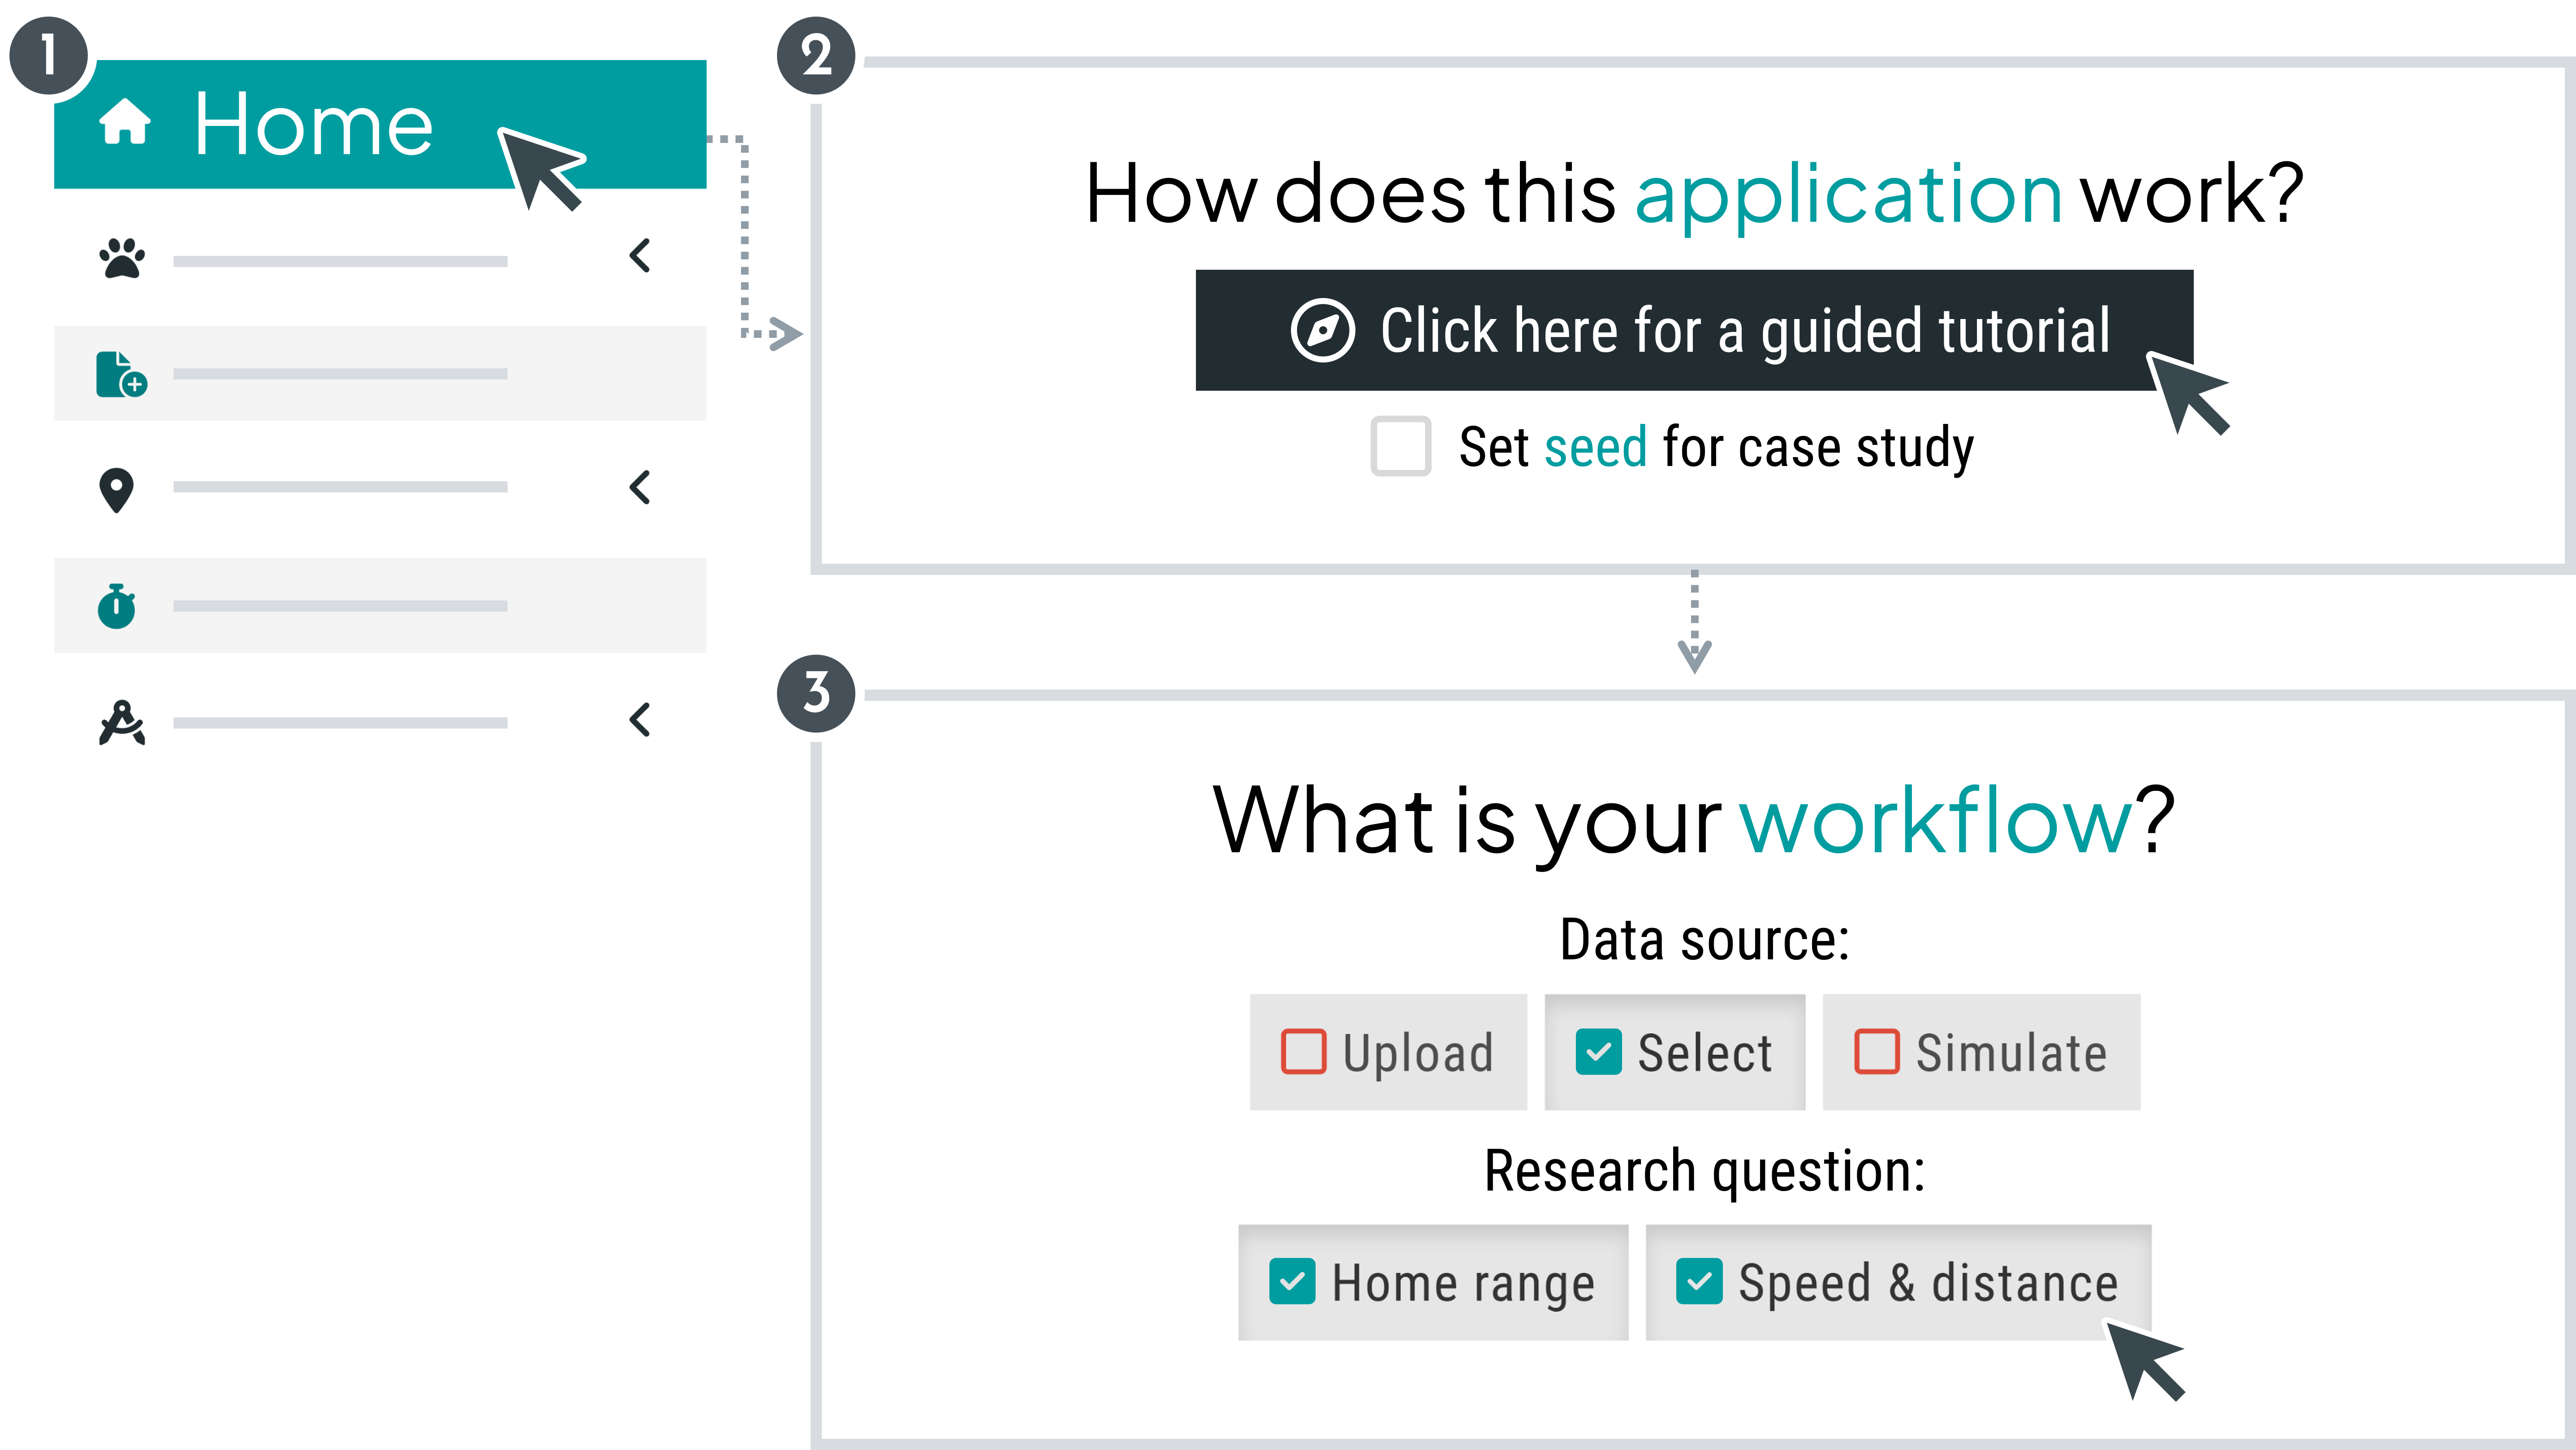 1
Home
2
How does this application work?
Click here for a guided tutorial
Set seed for case study
3
What is your workflow?
Data source:
Upload Select Simulate
Research question:
Home range Speed & distance